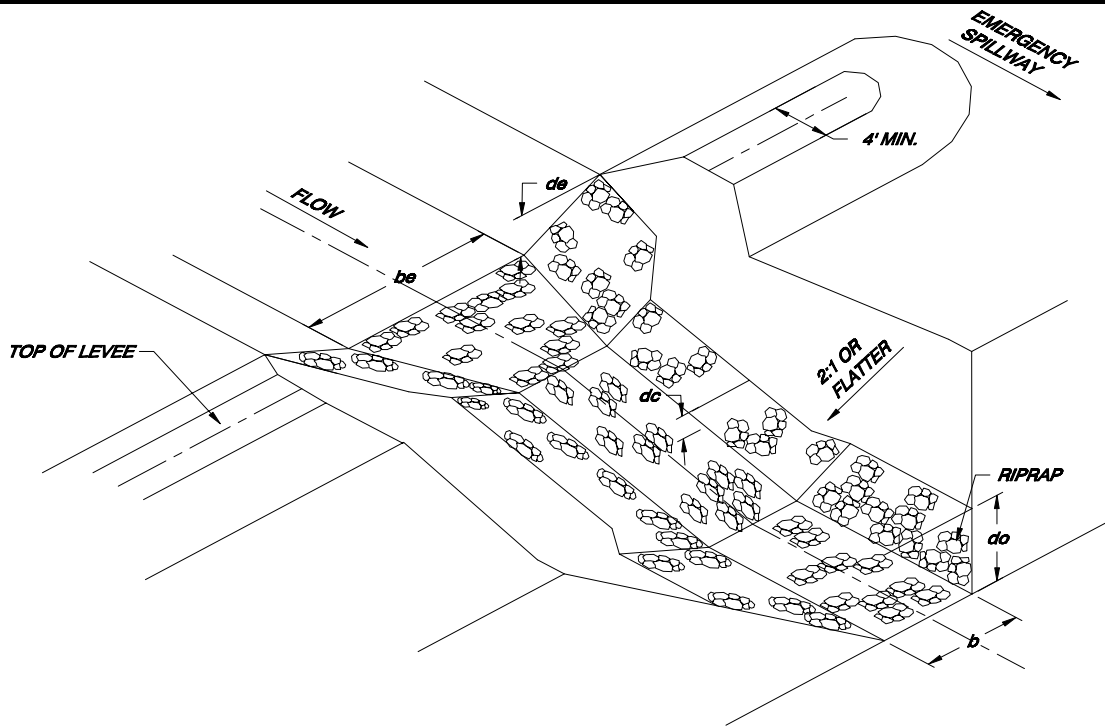 EMERGENCY
SPILLWAY
4' MIN.
de
FLOW
be
TOP OF LEVEE
2:1 OR
FLATTER
dc
RIPRAP
do
b